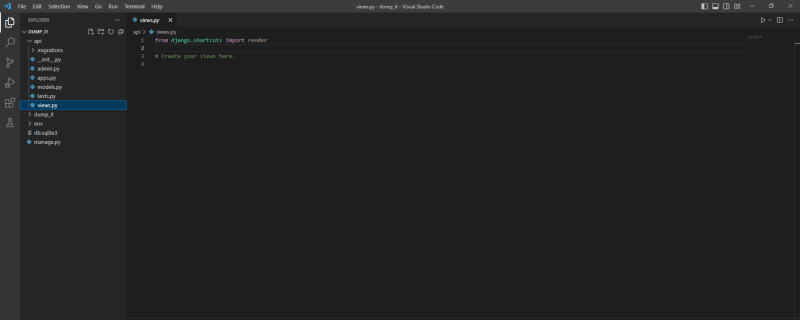 File Edit Selection View Go Run Terminal Help
views.py - dump_it - Visual Studio Code
EXPLORER
views.py
DUMP_IT
api > views.py
api
migrations
__init__.py
admin.py
apps.py
models.py
tests.py
views.py
dump_it
env
db.sqlite3
manage.py
1 from django.shortcuts import render
2
3 # Create your views here.
4